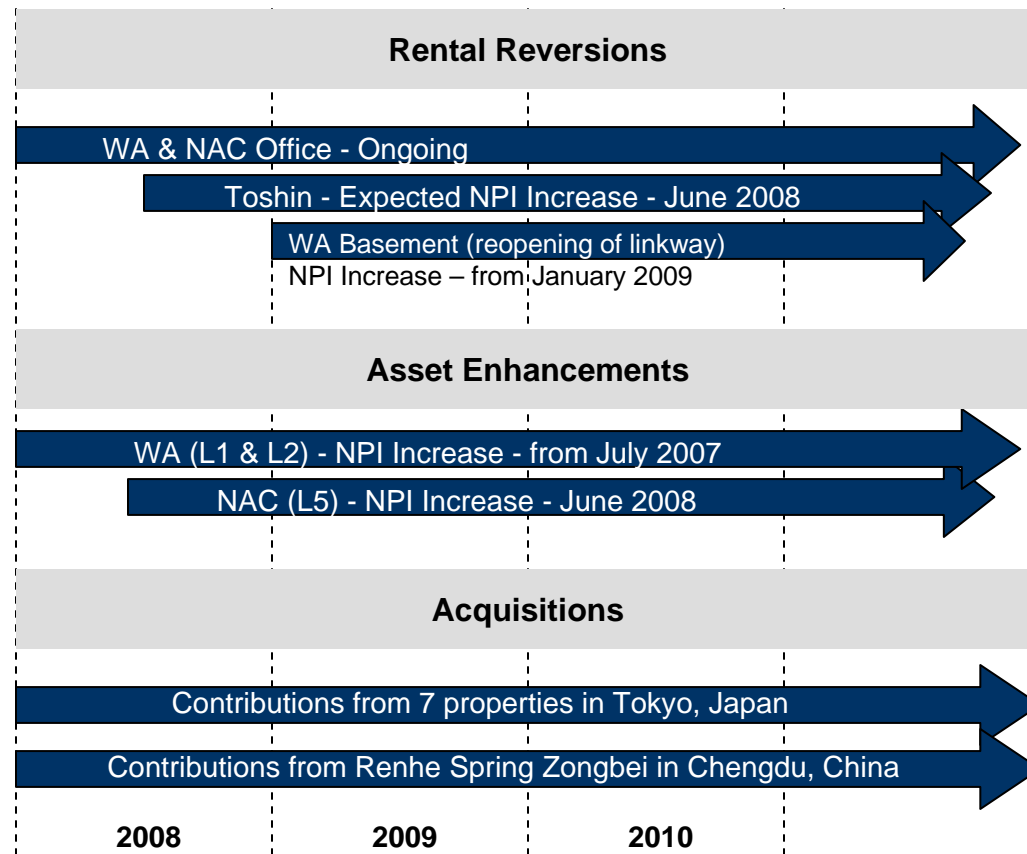 Rental Reversions
WA & NAC Office - Ongoing
Toshin - Expected NPI Increase - June 2008
WA Basement (reopening of linkway)
NPI Increase – from January 2009
Asset Enhancements
WA (L1 & L2) - NPI Increase - from July 2007
NAC (L5) - NPI Increase - June 2008
Acquisitions
Contributions from 7 properties in Tokyo, Japan
Contributions from Renhe Spring Zongbei in Chengdu, China
2008 2009 2010